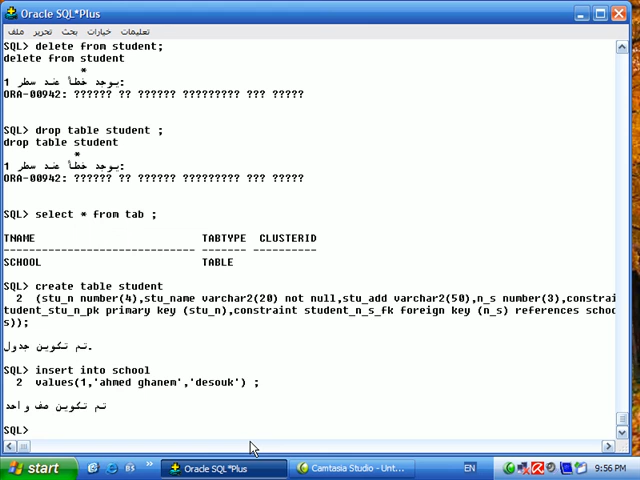 Oracle SQL*Plus
ملف تحرير بحث خيارات تعليمات
SQL> delete from student;
delete from student
*
يوجد خطأ عند سطر 1:
ORA-00942: ?????? ?? ?????? ????????? ??? ?????
SQL> drop table student ;
drop table student
*
يوجد خطأ عند سطر 1:
ORA-00942: ?????? ?? ?????? ????????? ??? ?????
SQL> select * from tab ;
TNAME TABTYPE CLUSTERID
------------------------------ ------- ----------
SCHOOL TABLE
SQL> create table student
2 (stu_n number(4),stu_name varchar2(20) not null,stu_add varchar2(50),n_s number(3),constrai
tudent_stu_n_pk primary key (stu_n),constraint student_n_s_fk foreign key (n_s) references schoo
s));
تم تكوين جدول.
SQL> insert into school
2 values(1,'ahmed ghanem','desouk') ;
تم تكوين صف واحد
SQL>
start Oracle SQL*Plus Camtasia Studio - Unt... EN 9:56 PM